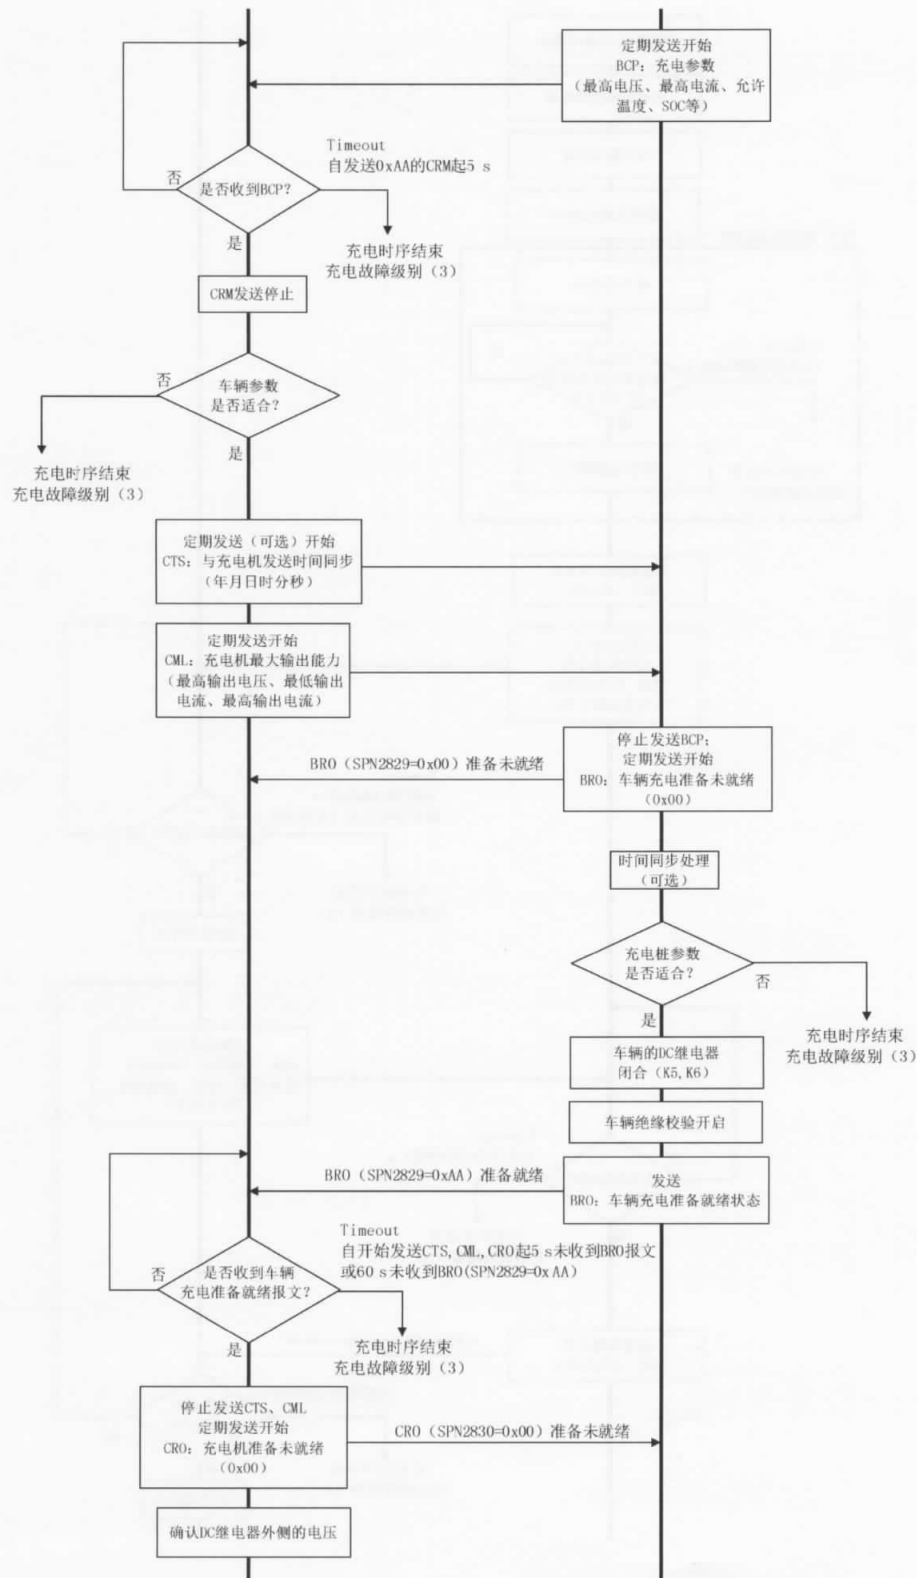 定期发送开始
BCP：充电参数
（最高电压、最高电流、允许
温度、SOC等）
Timeout
自发送0xAA的CRM起5 s
否
是否收到BCP？
是
充电时序结束
充电故障级别（3）
CRM发送停止
否
车辆参数
是否适合？
是
充电时序结束
充电故障级别（3）
定期发送（可选）开始
CTS：与充电机发送时间同步
（年月日时分秒）
定期发送开始
CML：充电机最大输出能力
（最高输出电压、最低输出
电流、最高输出电流）
停止发送BCP；
定期发送开始
BRO：车辆充电准备未就绪
（0x00）
BRO（SPN2829=0x00）准备未就绪
时间同步处理
（可选）
充电桩参数
是否适合？
否
是
充电时序结束
充电故障级别（3）
车辆的DC继电器
闭合（K5,K6）
车辆绝缘校验开启
BRO（SPN2829=0xAA）准备就绪
发送
BRO：车辆充电准备就绪状态
Timeout
自开始发送CTS,CML,CRO起5 s未收到BRO报文
或60 s未收到BRO(SPN2829=0xAA)
否
是否收到车辆
充电准备就绪报文？
是
充电时序结束
充电故障级别（3）
停止发送CTS、CML
定期发送开始
CRO：充电机准备未就绪
（0x00）
CRO（SPN2830=0x00）准备未就绪
确认DC继电器外侧的电压